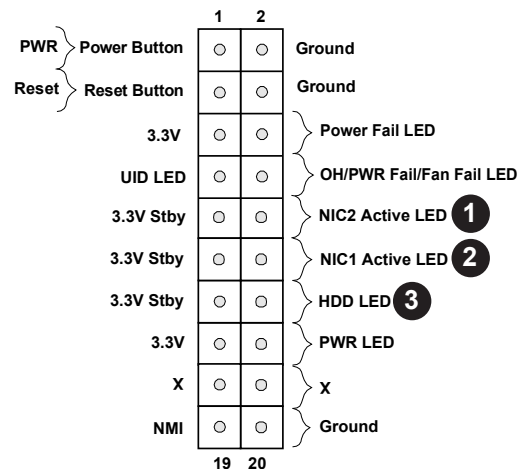 1 2
PWR Power Button Ground
Reset Reset Button Ground
3.3V Power Fail LED
UID LED OH/PWR Fail/Fan Fail LED
3.3V Stby NIC2 Active LED 1
3.3V Stby NIC1 Active LED 2
3.3V Stby HDD LED 3
3.3V PWR LED
X X
NMI Ground
19 20